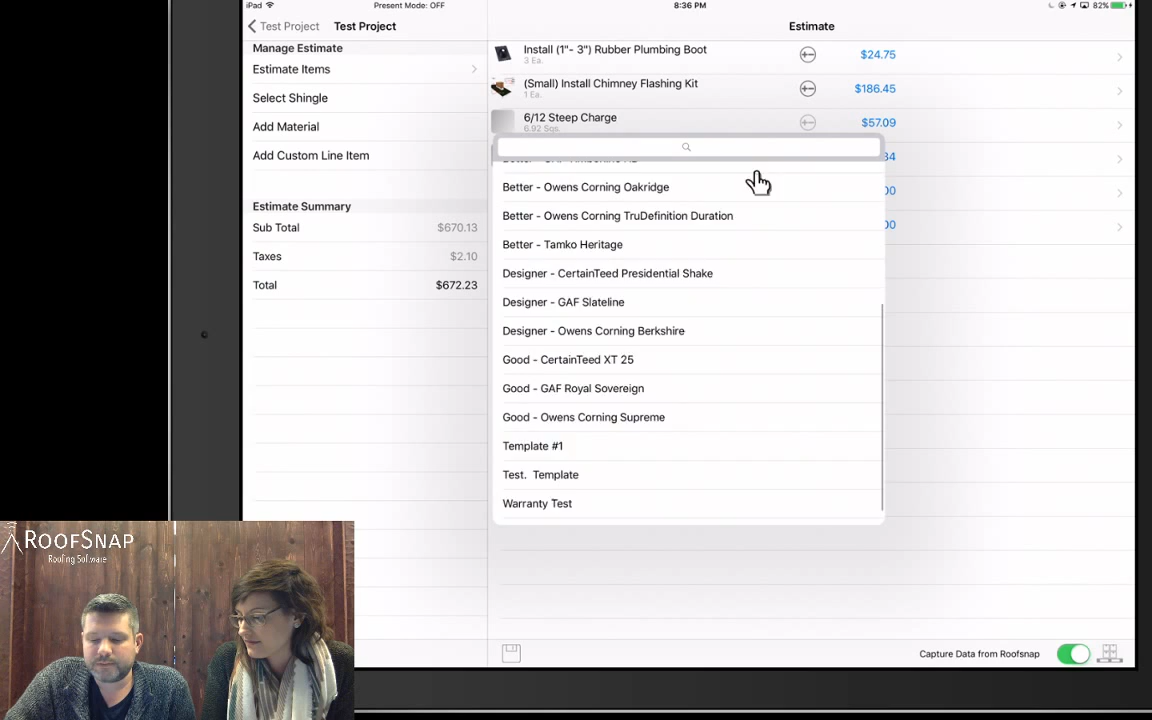 iPad
Present Mode: OFF
8:36 PM
82%
Test Project
Test Project
Estimate
Manage Estimate
Estimate Items
Select Shingle
Add Material
Add Custom Line Item
Estimate Summary
Sub Total $670.13
Taxes $2.10
Total $672.23
Install (1"- 3") Rubber Plumbing Boot
3 Ea.
$24.75
(Small) Install Chimney Flashing Kit
1 Ea.
$186.45
6/12 Steep Charge
6.92 Sqs.
$57.09
34
00
00
Better - Owens Corning Oakridge
Better - Owens Corning TruDefinition Duration
Better - Tamko Heritage
Designer - CertainTeed Presidential Shake
Designer - GAF Slateline
Designer - Owens Corning Berkshire
Good - CertainTeed XT 25
Good - GAF Royal Sovereign
Good - Owens Corning Supreme
Template #1
Test. Template
Warranty Test
Capture Data from Roofsnap
ROOFSNAP
Roofing Software